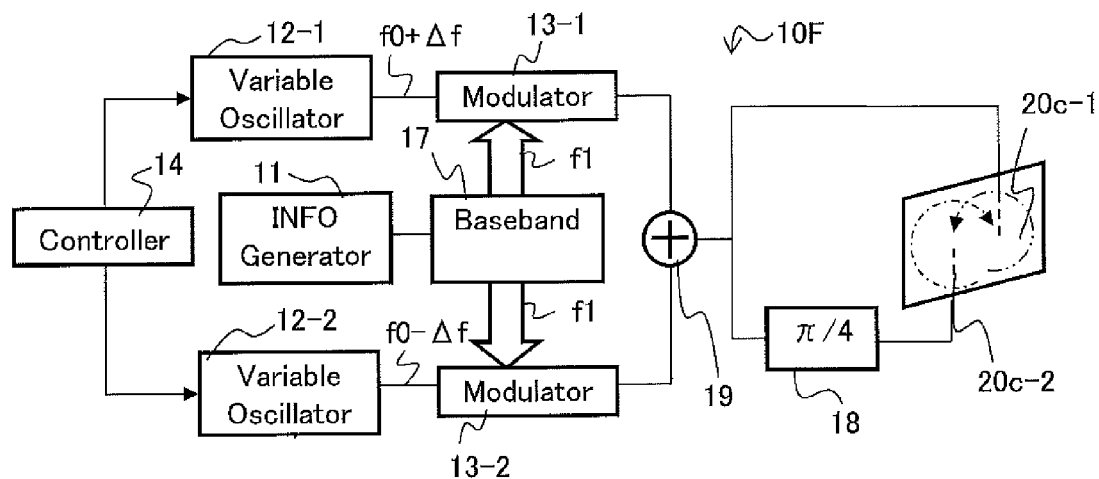 12-1
f0+Δf
13-1
10F
Variable
Oscillator
Modulator
20c-1
14
11
17
f1
Controller
INFO
Generator
Baseband
12-2
f0-Δf
f1
19
π/4
Variable
Oscillator
Modulator
18
20c-2
13-2